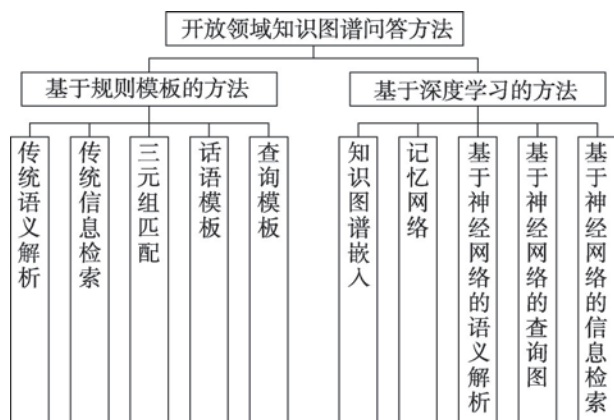 开放领域知识图谱问答方法
基于规则模板的方法
基于深度学习的方法
传统语义解析
传统信息检索
三元组匹配
话语模板
查询模板
知识图谱嵌入
记忆网络
基于神经网络的语义解析
基于神经网络的查询图
基于神经网络的信息检索